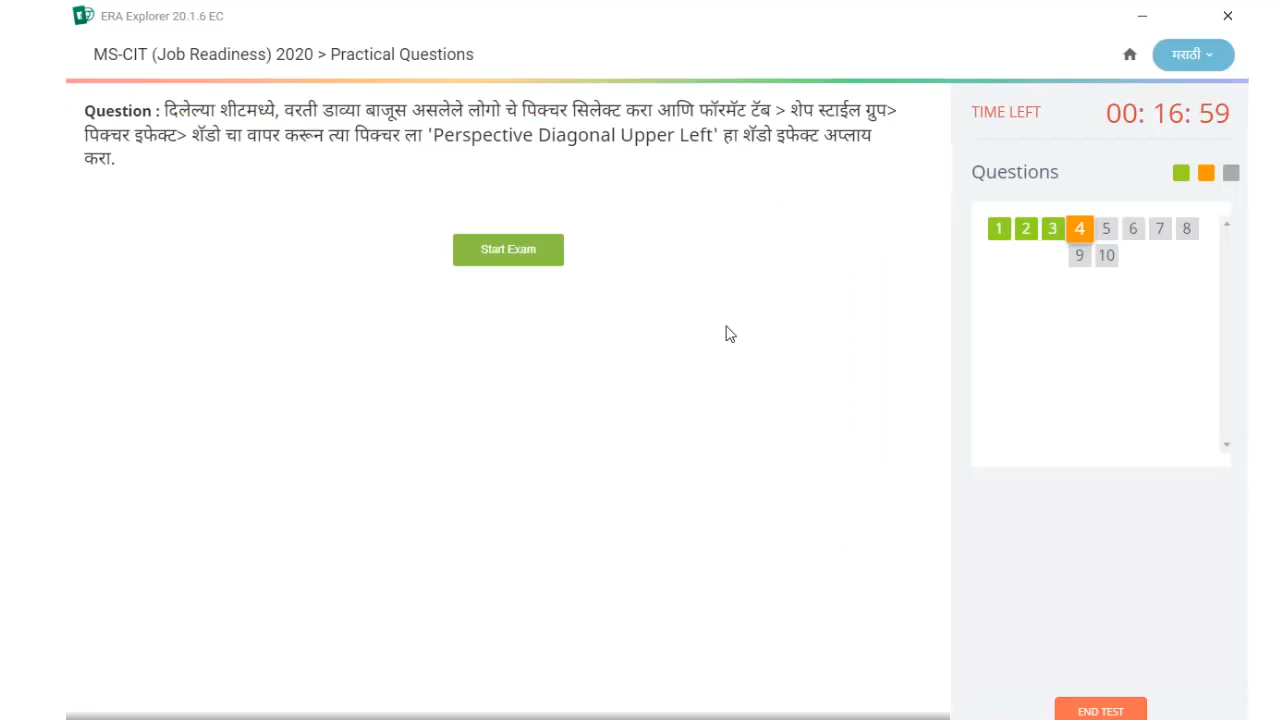 ERA Explorer 20.1.6 EC
MS-CIT (Job Readiness) 2020 > Practical Questions
मराठी
Question : दिलेल्या शीटमध्ये, वरती डाव्या बाजूस असलेले लोगो चे पिक्चर सिलेक्ट करा आणि फॉरमॅट टॅब > शेप स्टाईल ग्रुप>
पिक्चर इफेक्ट> शॅडो चा वापर करून त्या पिक्चर ला 'Perspective Diagonal Upper Left' हा शॅडो इफेक्ट अप्लाय
करा.
Start Exam
TIME LEFT 00: 16: 59
Questions
1 2 3 4 5 6 7 8
9 10
END TEST